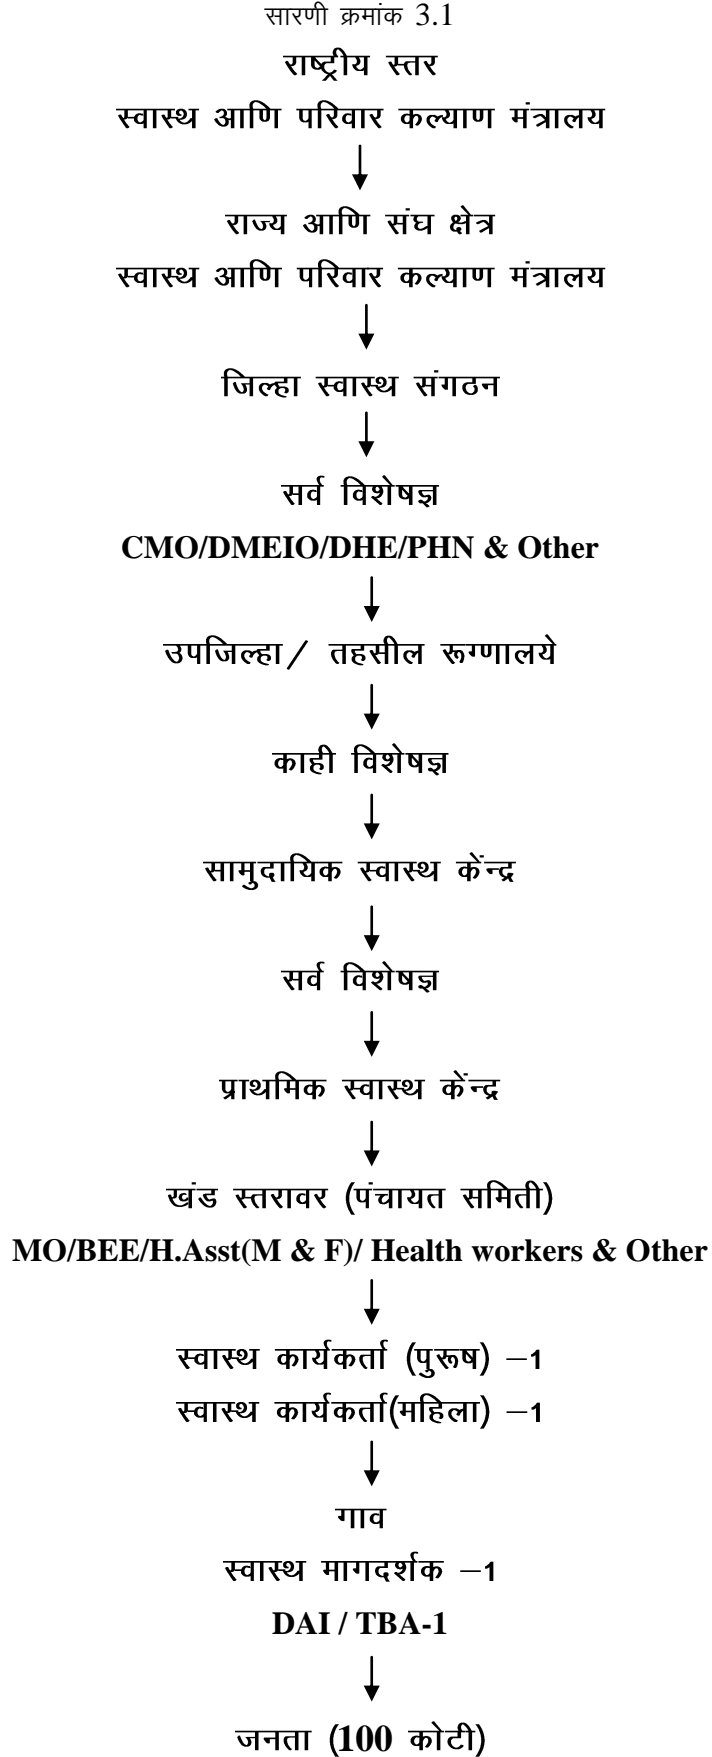 सारणी क्रमांक 3.1
राष्ट्रीय स्तर
स्वास्थ आणि परिवार कल्याण मंत्रालय
राज्य आणि संघ क्षेत्र
स्वास्थ आणि परिवार कल्याण मंत्रालय
जिल्हा स्वास्थ संगठन
सर्व विशेषज्ञ
CMO/DMEIO/DHE/PHN & Other
उपजिल्हा/ तहसील रूग्णालये
काही विशेषज्ञ
सामुदायिक स्वास्थ केंन्द्र
सर्व विशेषज्ञ
प्राथमिक स्वास्थ केंन्द्र
खंड स्तरावर (पंचायत समिती)
MO/BEE/H.Asst(M & F)/ Health workers & Other
स्वास्थ कार्यकर्ता (पुरूष) –1
स्वास्थ कार्यकर्ता(महिला) –1
गाव
स्वास्थ मागदर्शक –1
DAI / TBA-1
जनता (100 कोटी)